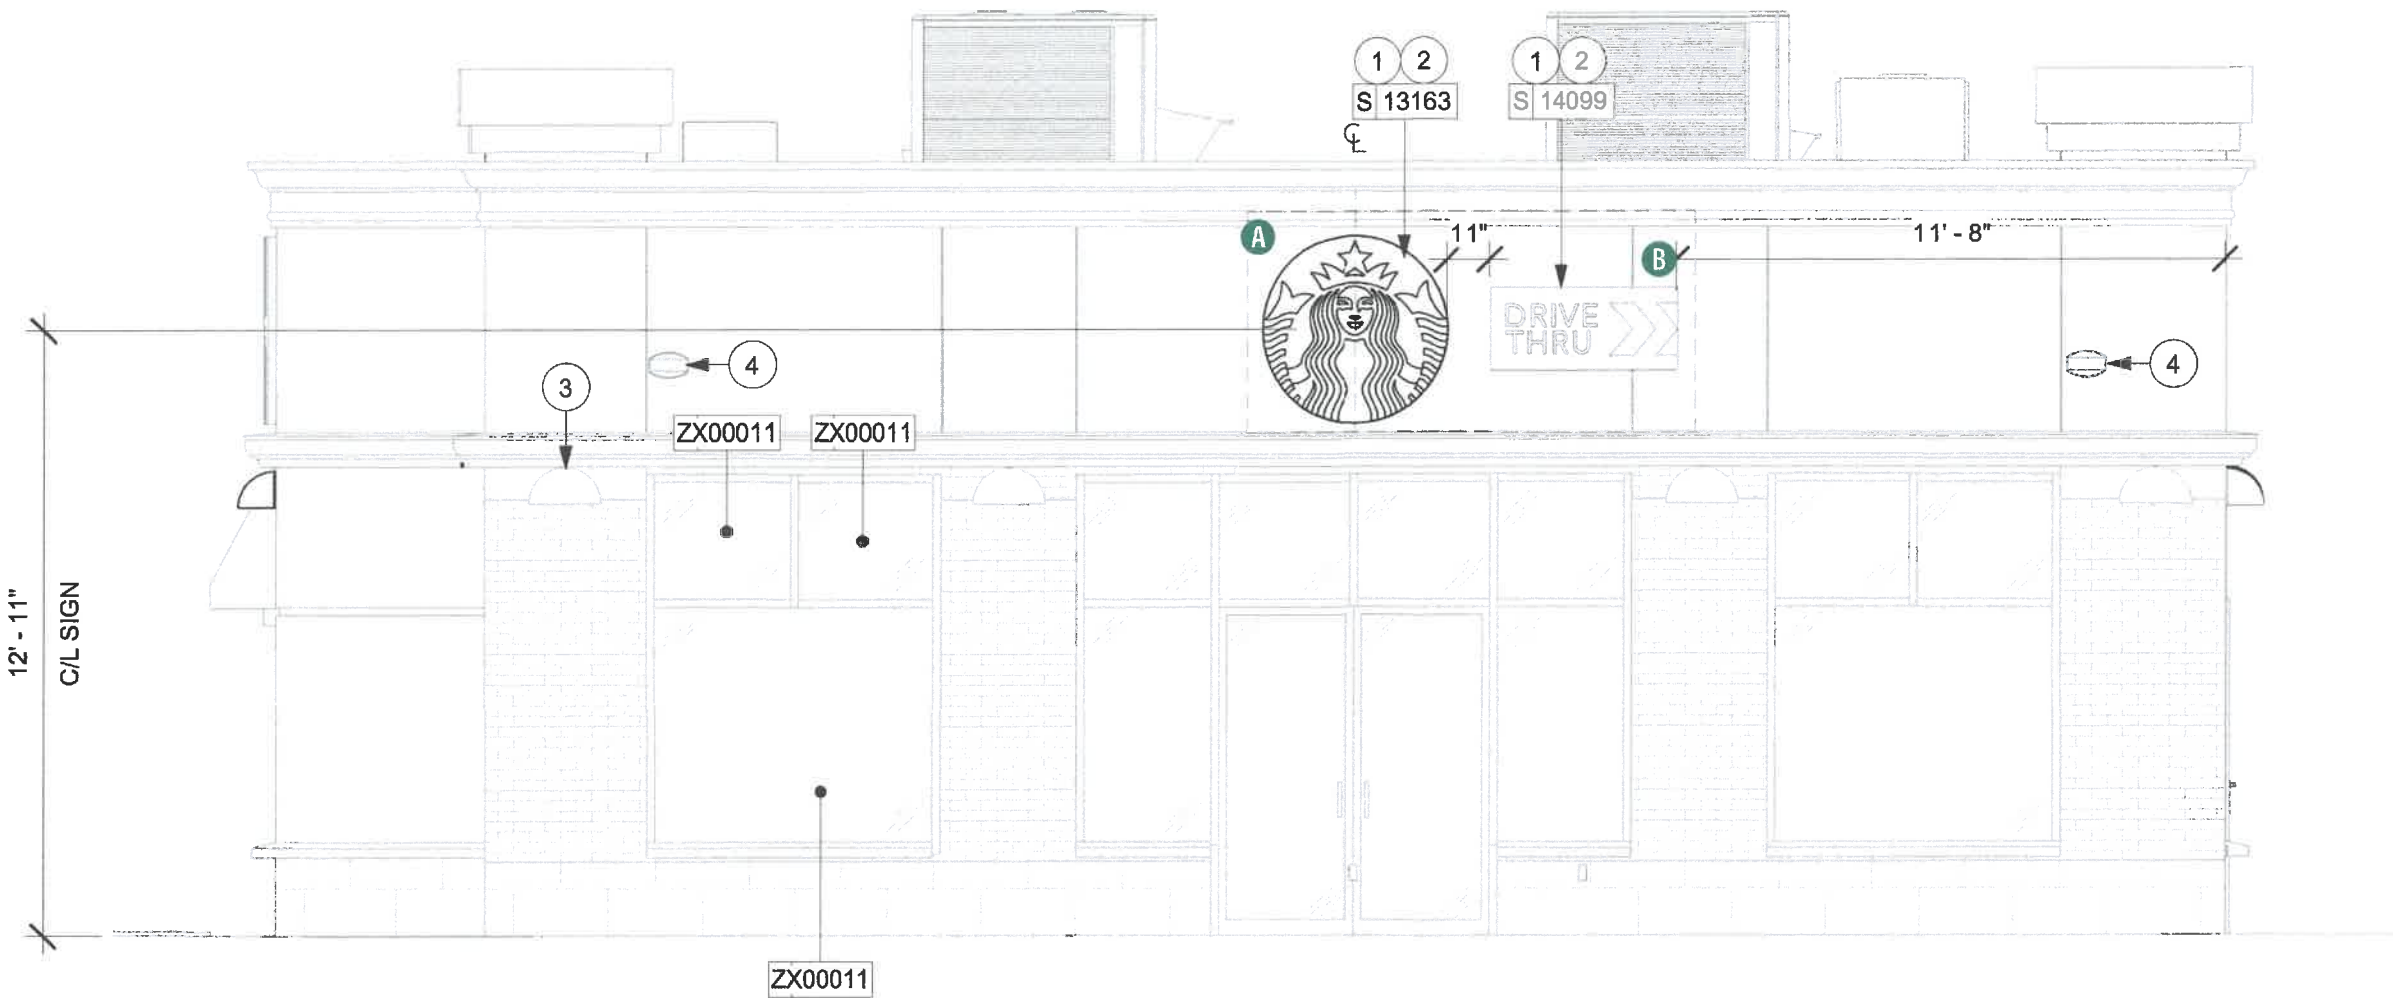 1 2 1 2
S 13163 S 14099
CL
A 11" B 11' - 8"
DRIVE
THRU
4 4
3
ZX00011 ZX00011
12' - 11"
C/L SIGN
ZX00011